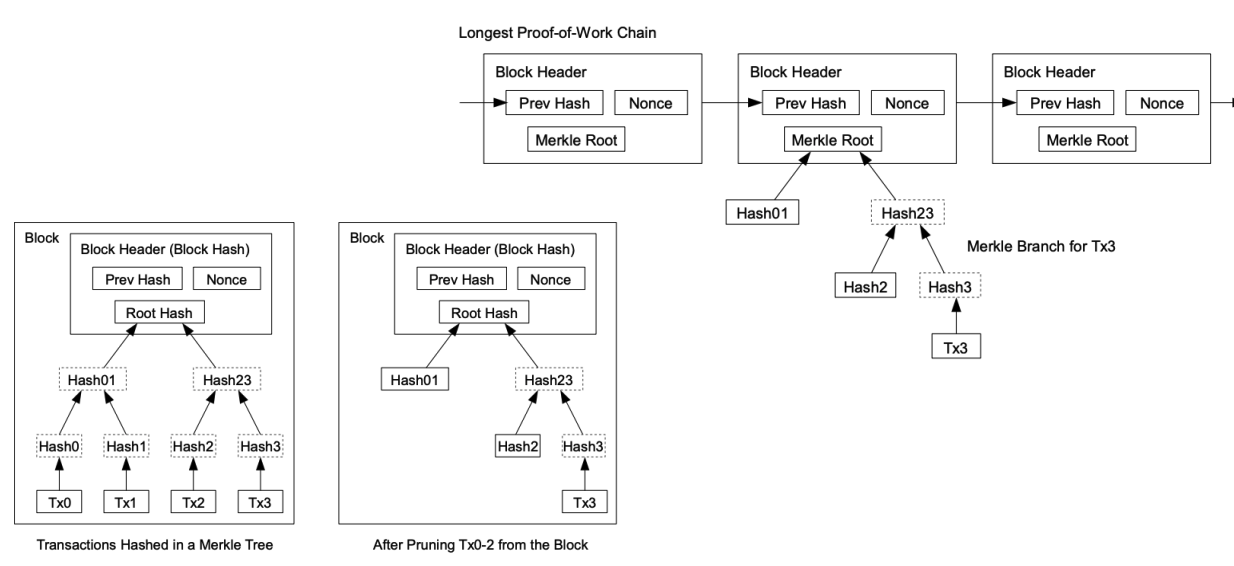 Longest Proof-of-Work Chain
Block Header
Prev Hash
Nonce
Merkle Root
Block Header
Prev Hash
Nonce
Merkle Root
Block Header
Prev Hash
Nonce
Merkle Root
Hash01
Hash23
Merkle Branch for Tx3
Hash2
Hash3
Tx3
Block
Block Header (Block Hash)
Prev Hash
Nonce
Root Hash
Hash01
Hash23
Hash0
Hash1
Hash2
Hash3
Tx0
Tx1
Tx2
Tx3
Transactions Hashed in a Merkle Tree
Block
Block Header (Block Hash)
Prev Hash
Nonce
Root Hash
Hash01
Hash23
Hash2
Hash3
Tx3
After Pruning Tx0-2 from the Block